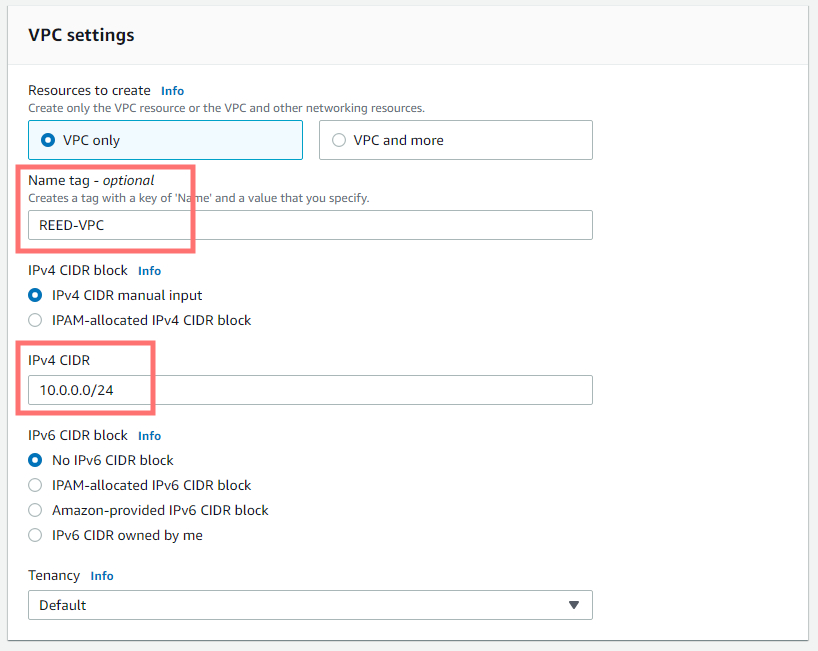 VPC settings
Resources to create Info
Create only the VPC resource or the VPC and other networking resources.
VPC only VPC and more
Name tag - optional
Creates a tag with a key of 'Name' and a value that you specify.
REED-VPC
IPv4 CIDR block Info
IPv4 CIDR manual input
IPAM-allocated IPv4 CIDR block
IPv4 CIDR
10.0.0.0/24
IPv6 CIDR block Info
No IPv6 CIDR block
IPAM-allocated IPv6 CIDR block
Amazon-provided IPv6 CIDR block
IPv6 CIDR owned by me
Tenancy Info
Default